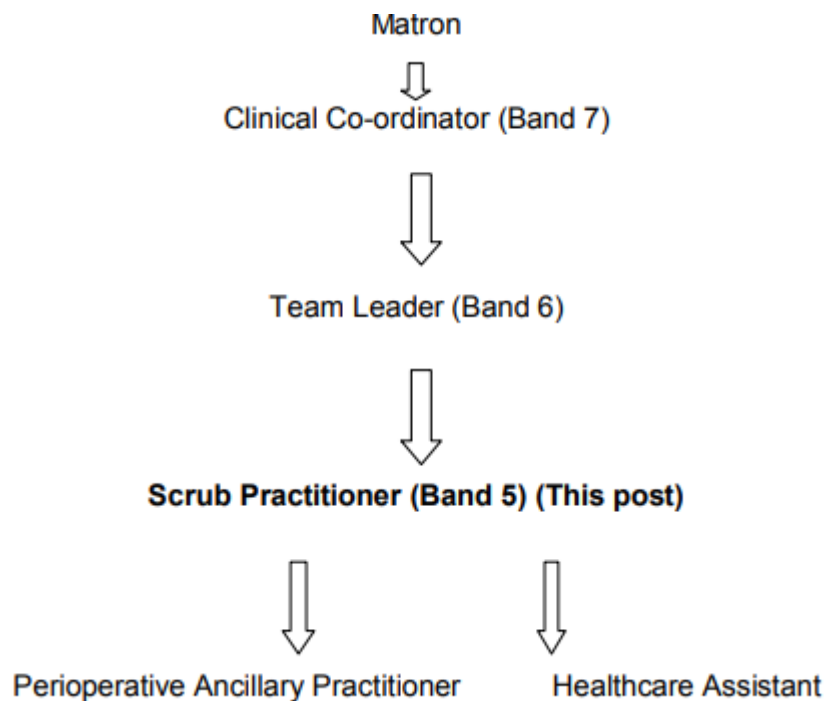 Matron
Clinical Co-ordinator (Band 7)
Team Leader (Band 6)
Scrub Practitioner (Band 5) (This post)
Perioperative Ancillary Practitioner
Healthcare Assistant